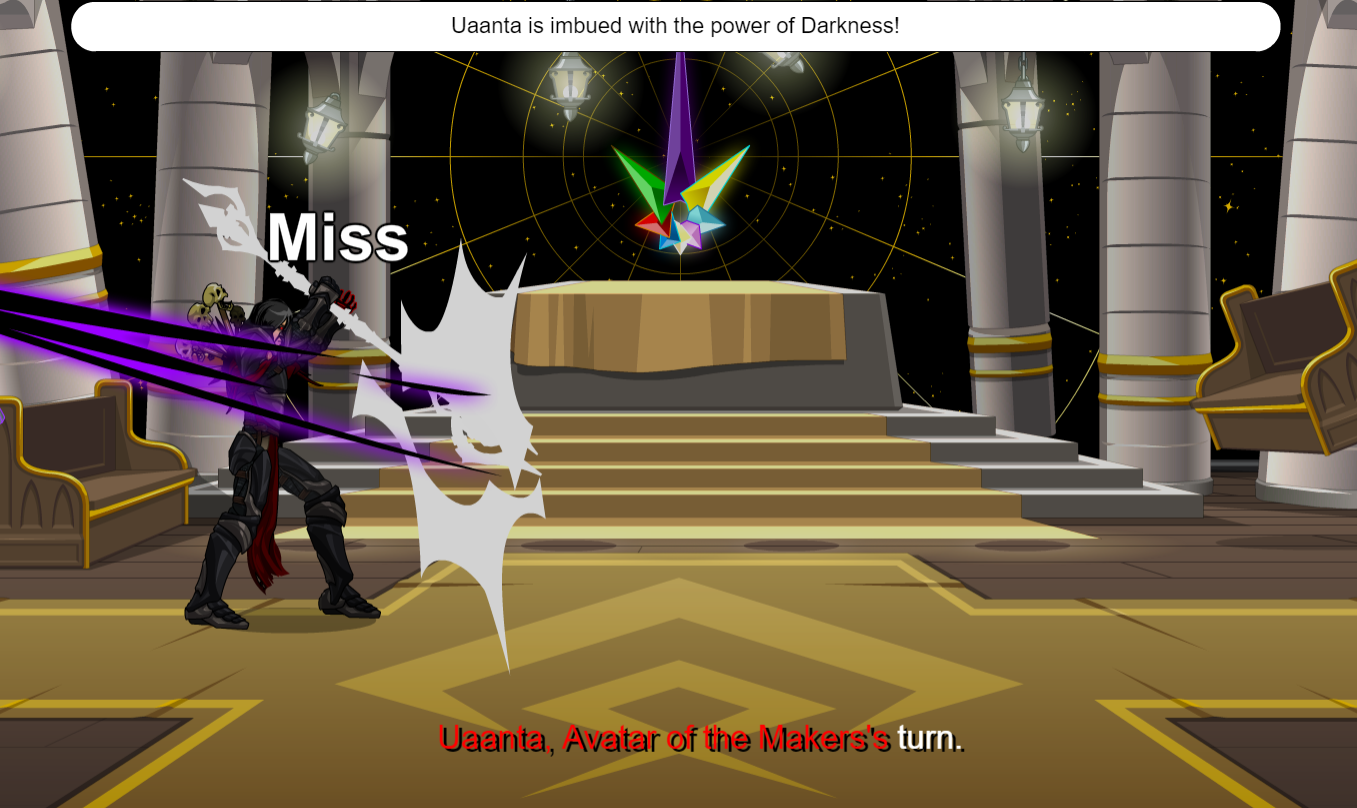 Uaanta is imbued with the power of Darkness!
Miss
Uaanta, Avatar of the Makers's turn.